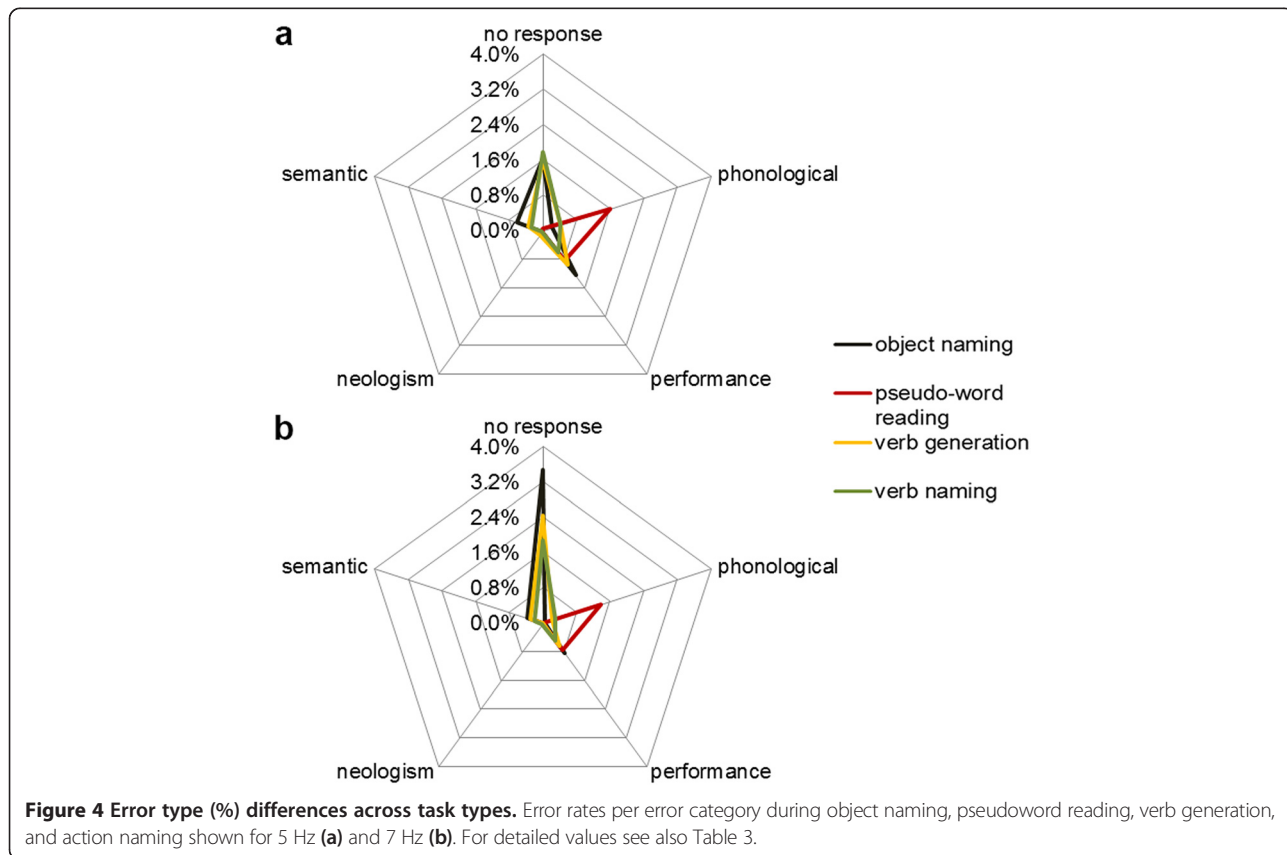 a
no response
4.0%
3.2%
2.4%
1.6%
0.8%
0.0%
semantic
phonological
neologism
performance
object naming
pseudo-word
reading
verb generation
verb naming
b
no response
4.0%
3.2%
2.4%
1.6%
0.8%
0.0%
semantic
phonological
neologism
performance
Figure 4 Error type (%) differences across task types. Error rates per error category during object naming, pseudoword reading, verb generation,
and action naming shown for 5 Hz (a) and 7 Hz (b). For detailed values see also Table 3.